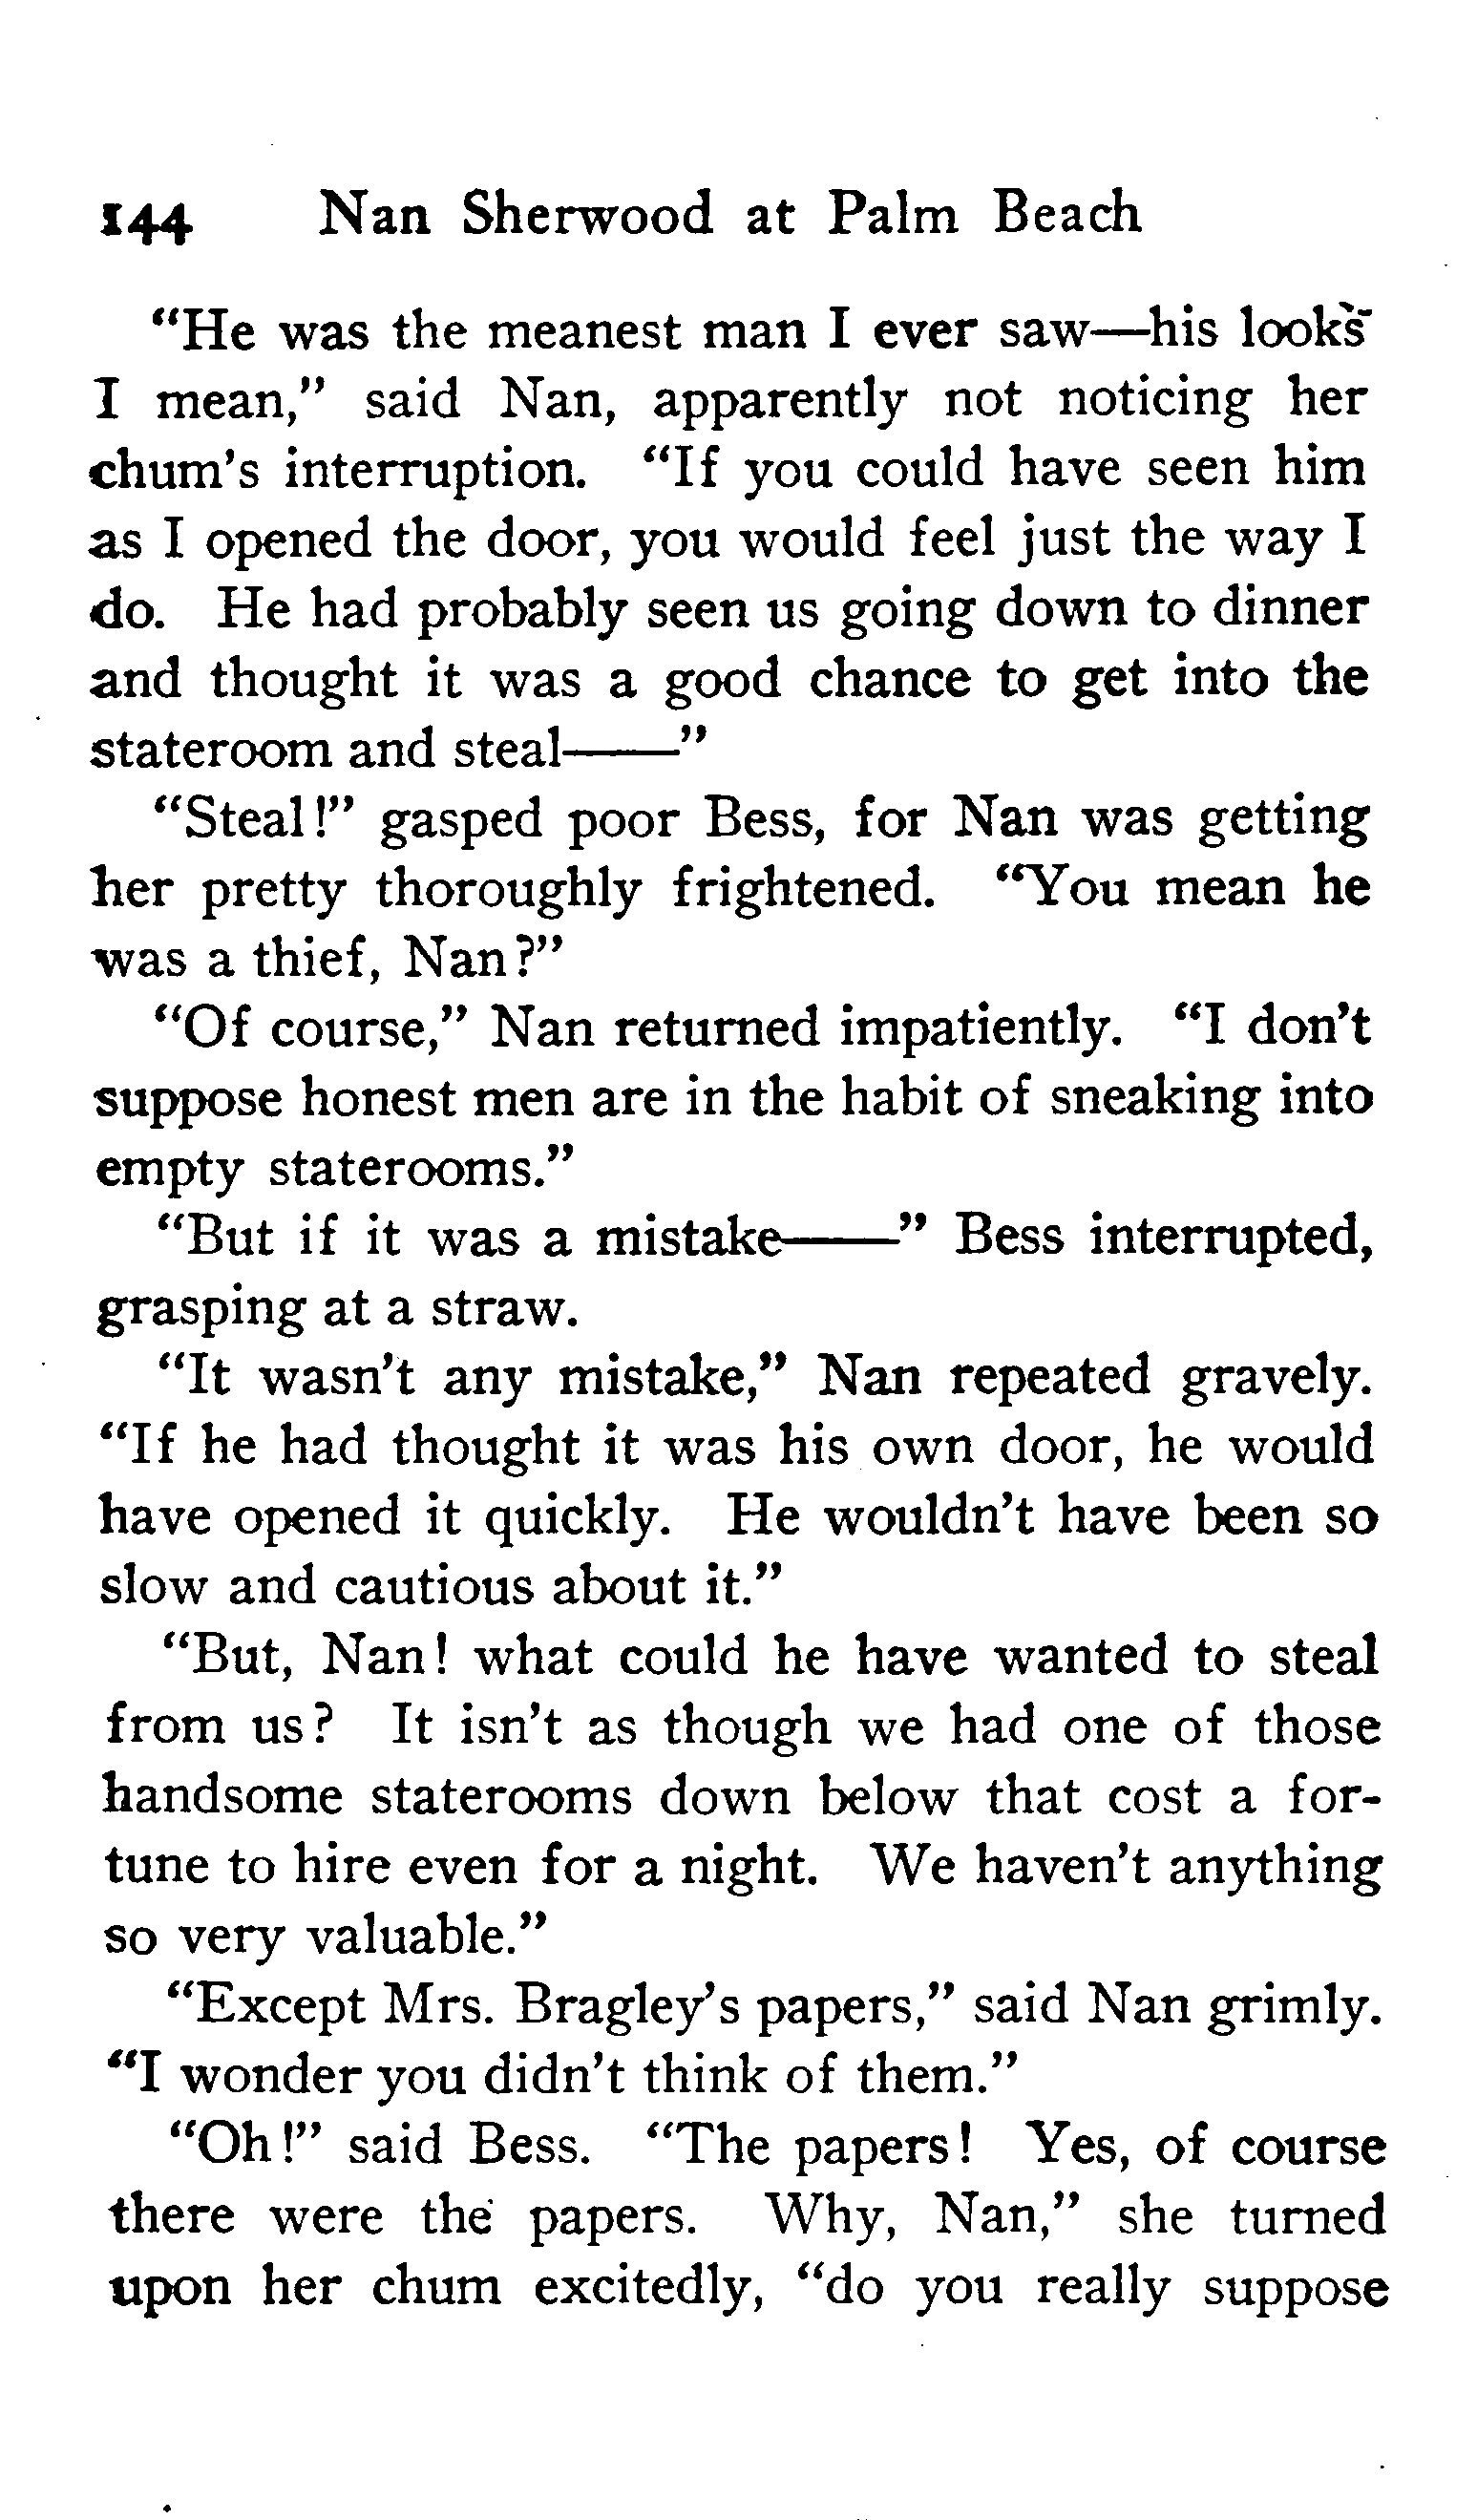 144 Nan Sherwood at Palm Beach
“He was the meanest man I ever saw—his looks
I mean,” said Nan, apparently not noticing her
chum’s interruption. “If you could have seen him
as I opened the door, you would feel just the way I
do. He had probably seen us going down to dinner
and thought it was a good chance to get into the
stateroom and steal——”
“Steal!” gasped poor Bess, for Nan was getting
her pretty thoroughly frightened. “You mean he
was a thief, Nan?”
“Of course,” Nan returned impatiently. “I don’t
suppose honest men are in the habit of sneaking into
empty staterooms.”
“But if it was a mistake——” Bess interrupted,
grasping at a straw.
“It wasn’t any mistake,” Nan repeated gravely.
“If he had thought it was his own door, he would
have opened it quickly. He wouldn’t have been so
slow and cautious about it.”
“But, Nan! what could he have wanted to steal
from us? It isn’t as though we had one of those
handsome staterooms down below that cost a for-
tune to hire even for a night. We haven’t anything
so very valuable.”
“Except Mrs. Bragley’s papers,” said Nan grimly.
“I wonder you didn’t think of them.”
“Oh!” said Bess. “The papers! Yes, of course
there were the papers. Why, Nan,” she turned
upon her chum excitedly, “do you really suppose